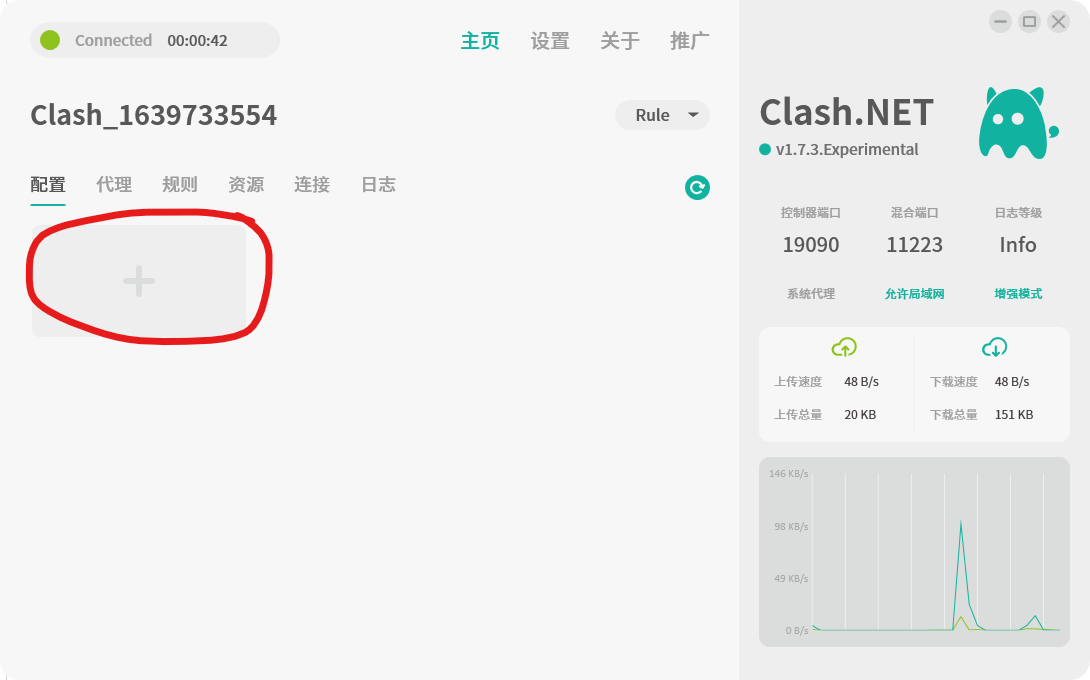 Connected 00:00:42
主页 设置 关于 推广
Clash_1639733554
Rule
配置 代理 规则 资源 连接 日志
Clash.NET
v1.7.3.Experimental
控制器端口 混合端口 日志等级
19090 11223 Info
系统代理 允许局域网 增强模式
上传速度 48 B/s 下载速度 48 B/s
上传总量 20 KB 下载总量 151 KB
146 KB/s
98 KB/s
49 KB/s
0 B/s